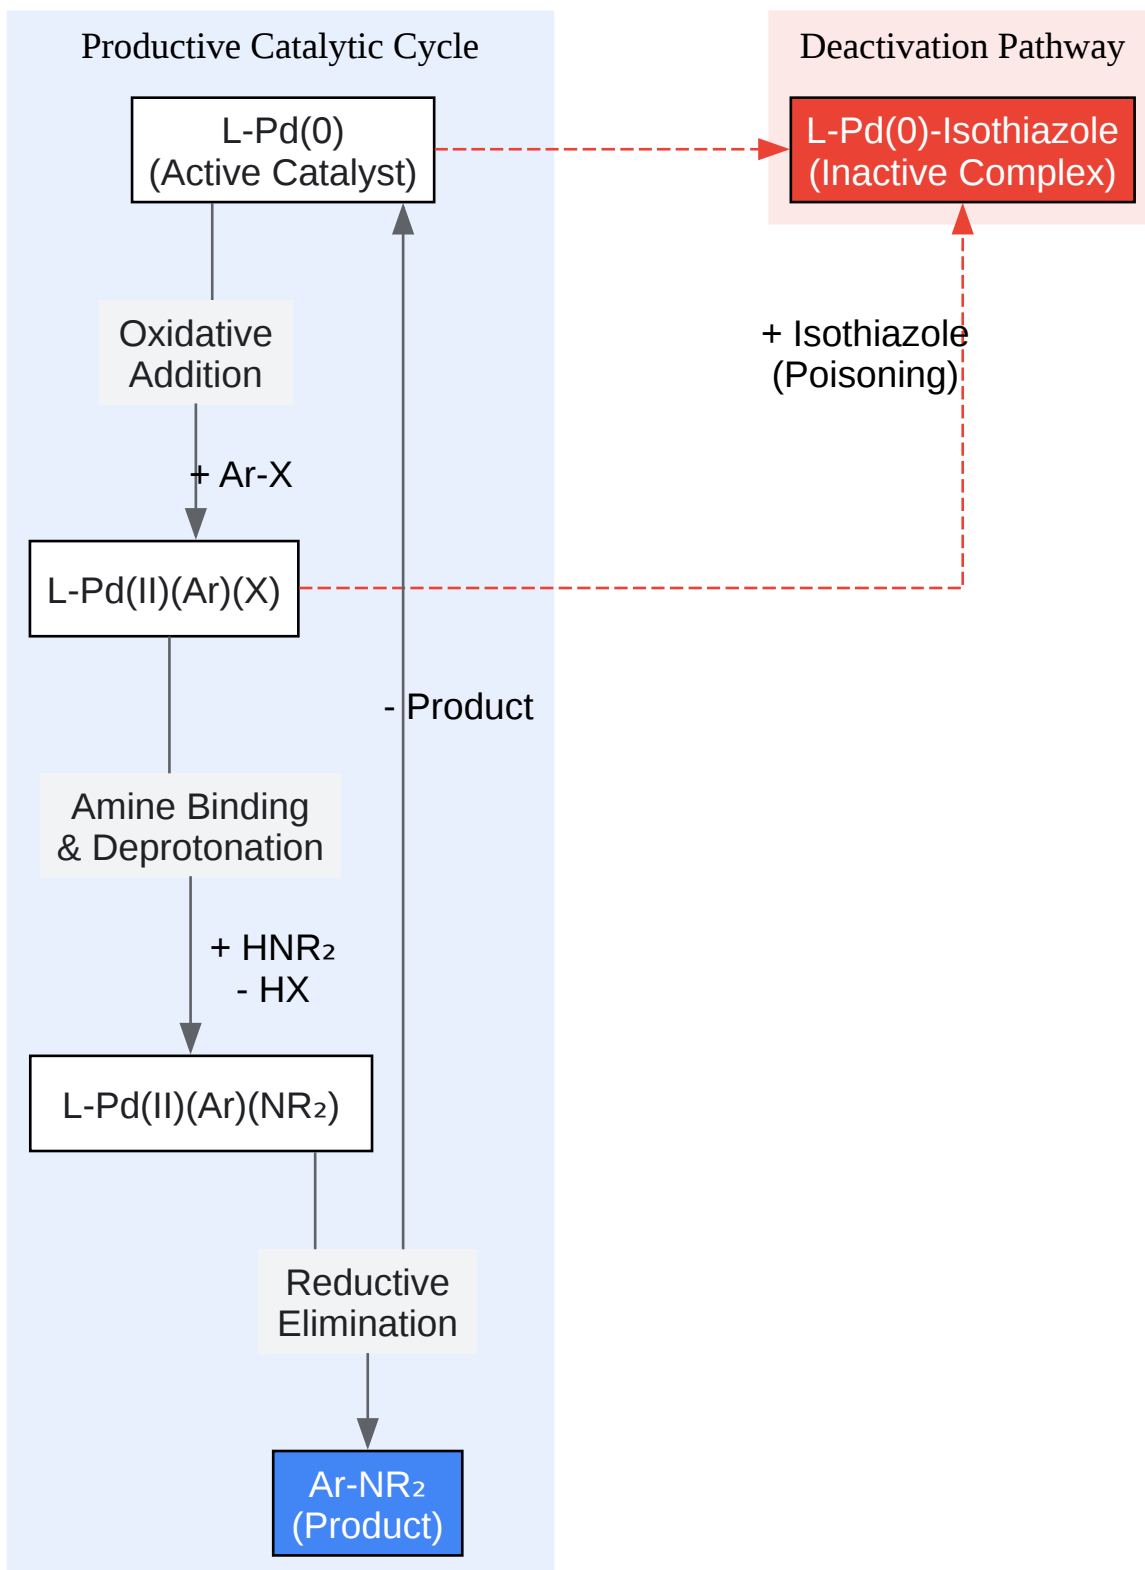 Productive Catalytic Cycle
Deactivation Pathway
L-Pd(0)
(Active Catalyst)
L-Pd(0)-Isothiazole
(Inactive Complex)
Oxidative
Addition
+ Isothiazole
(Poisoning)
+ Ar-X
L-Pd(II)(Ar)(X)
- Product
Amine Binding
& Deprotonation
+ HNR₂
- HX
L-Pd(II)(Ar)(NR₂)
Reductive
Elimination
Ar-NR₂
(Product)